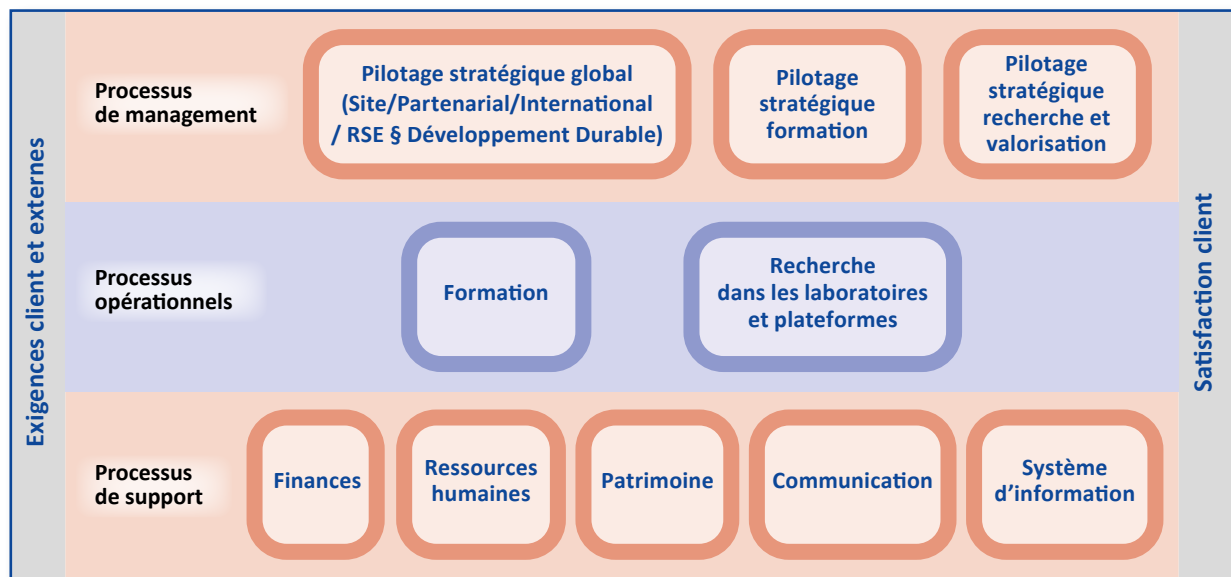 Exigences client et externes
Processus
de management
Pilotage stratégique global
(Site/Partenarial/International
/ RSE § Développement Durable)
Pilotage
stratégique
formation
Pilotage
stratégique
recherche et
valorisation
Processus
opérationnels
Formation
Recherche
dans les laboratoires
et plateformes
Processus
de support
Finances
Ressources
humaines
Patrimoine
Communication
Système
d’information
Satisfaction client